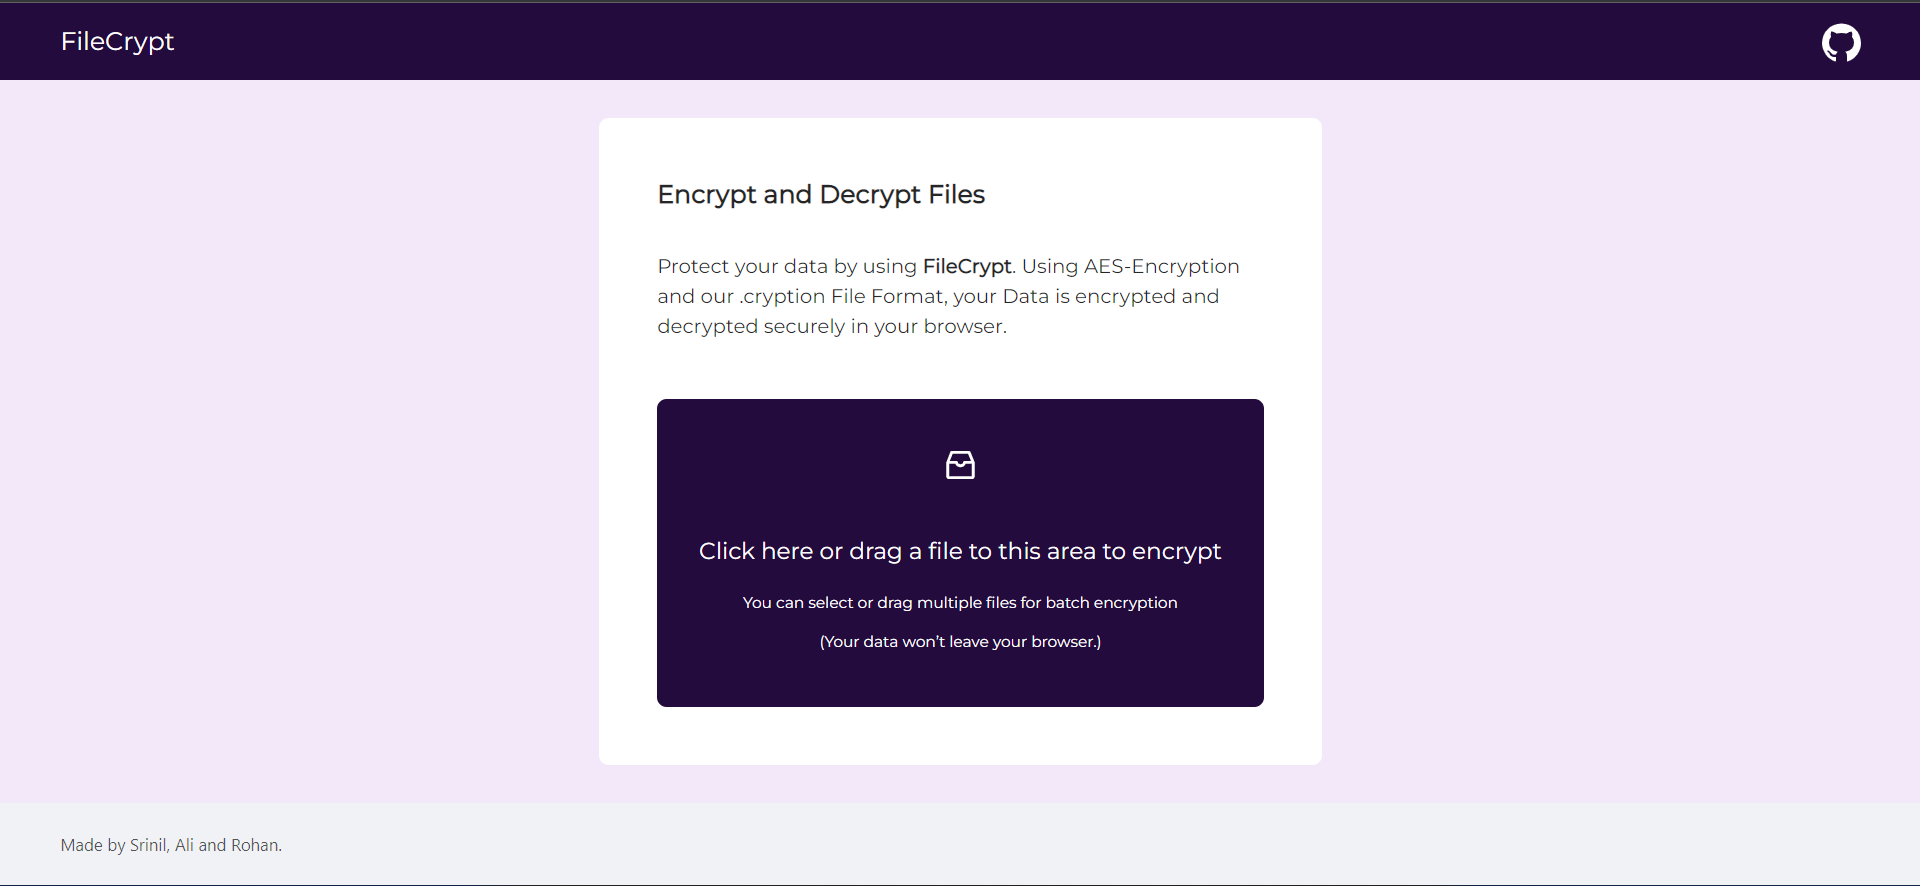 FileCrypt
Encrypt and Decrypt Files
Protect your data by using FileCrypt. Using AES-Encryption
and our .cryption File Format, your Data is encrypted and
decrypted securely in your browser.
Click here or drag a file to this area to encrypt
You can select or drag multiple files for batch encryption
(Your data won’t leave your browser.)
Made by Srinil, Ali and Rohan.